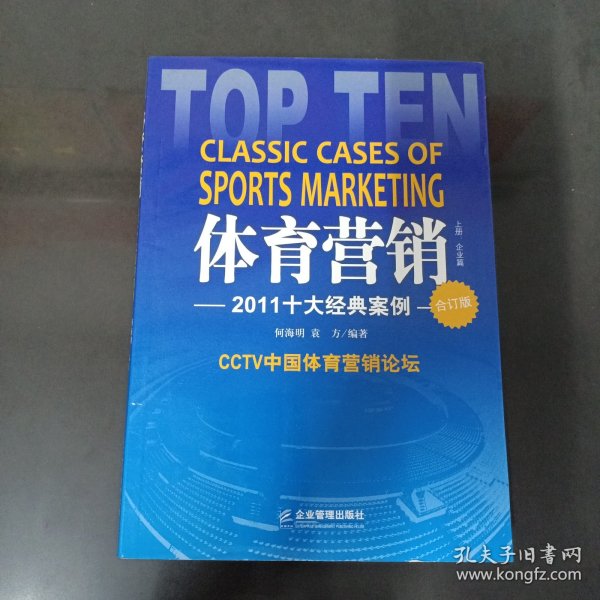 TOP TEN
CLASSIC CASES OF
SPORTS MARKETING
体育营销
上册 企业篇
2011十大经典案例
合订版
何海明 袁 方/编著
CCTV中国体育营销论坛
企业管理出版社
孔夫子旧书网
www.kongfz.com